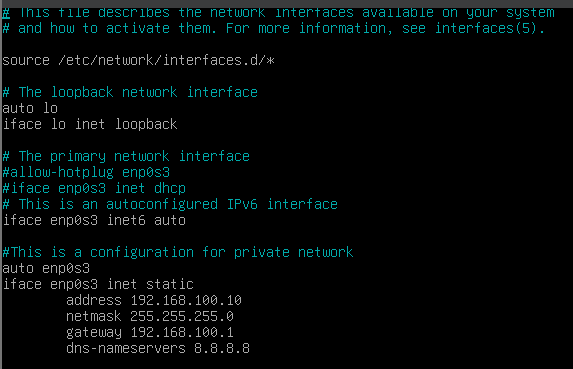 # This file describes the network interfaces available on your system
# and how to activate them. For more information, see interfaces(5).
source /etc/network/interfaces.d/*
# The loopback network interface
auto lo
iface lo inet loopback
# The primary network interface
#allow-hotplug enp0s3
#iface enp0s3 inet dhcp
# This is an autoconfigured IPv6 interface
iface enp0s3 inet6 auto
#This is a configuration for private network
auto enp0s3
iface enp0s3 inet static
address 192.168.100.10
netmask 255.255.255.0
gateway 192.168.100.1
dns-nameservers 8.8.8.8